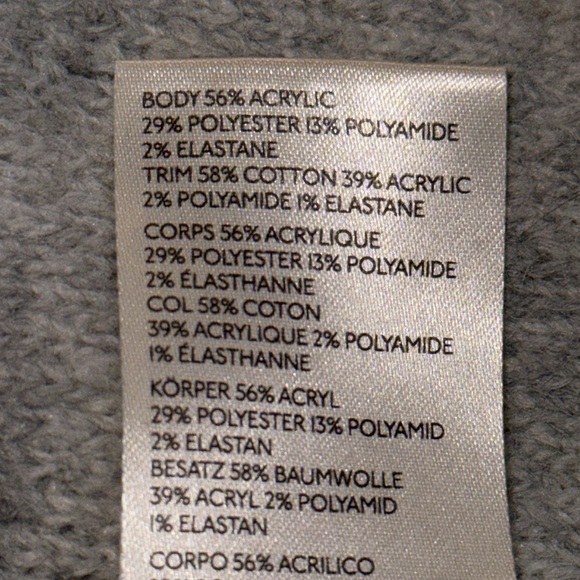 BODY 56% ACRYLIC
29% POLYESTER 13% POLYAMIDE
2% ELASTANE
TRIM 58% COTTON 39% ACRYLIC
2% POLYAMIDE 1% ELASTANE
CORPS 56% ACRYLIQUE
29% POLYESTER 13% POLYAMIDE
2% ÉLASTHANNE
COL 58% COTON
39% ACRYLIQUE 2% POLYAMIDE
1% ÉLASTHANNE
KÖRPER 56% ACRYL
29% POLYESTER 13% POLYAMID
2% ELASTAN
BESATZ 58% BAUMWOLLE
39% ACRYL 2% POLYAMID
1% ELASTAN
CORPO 56% ACRILICO